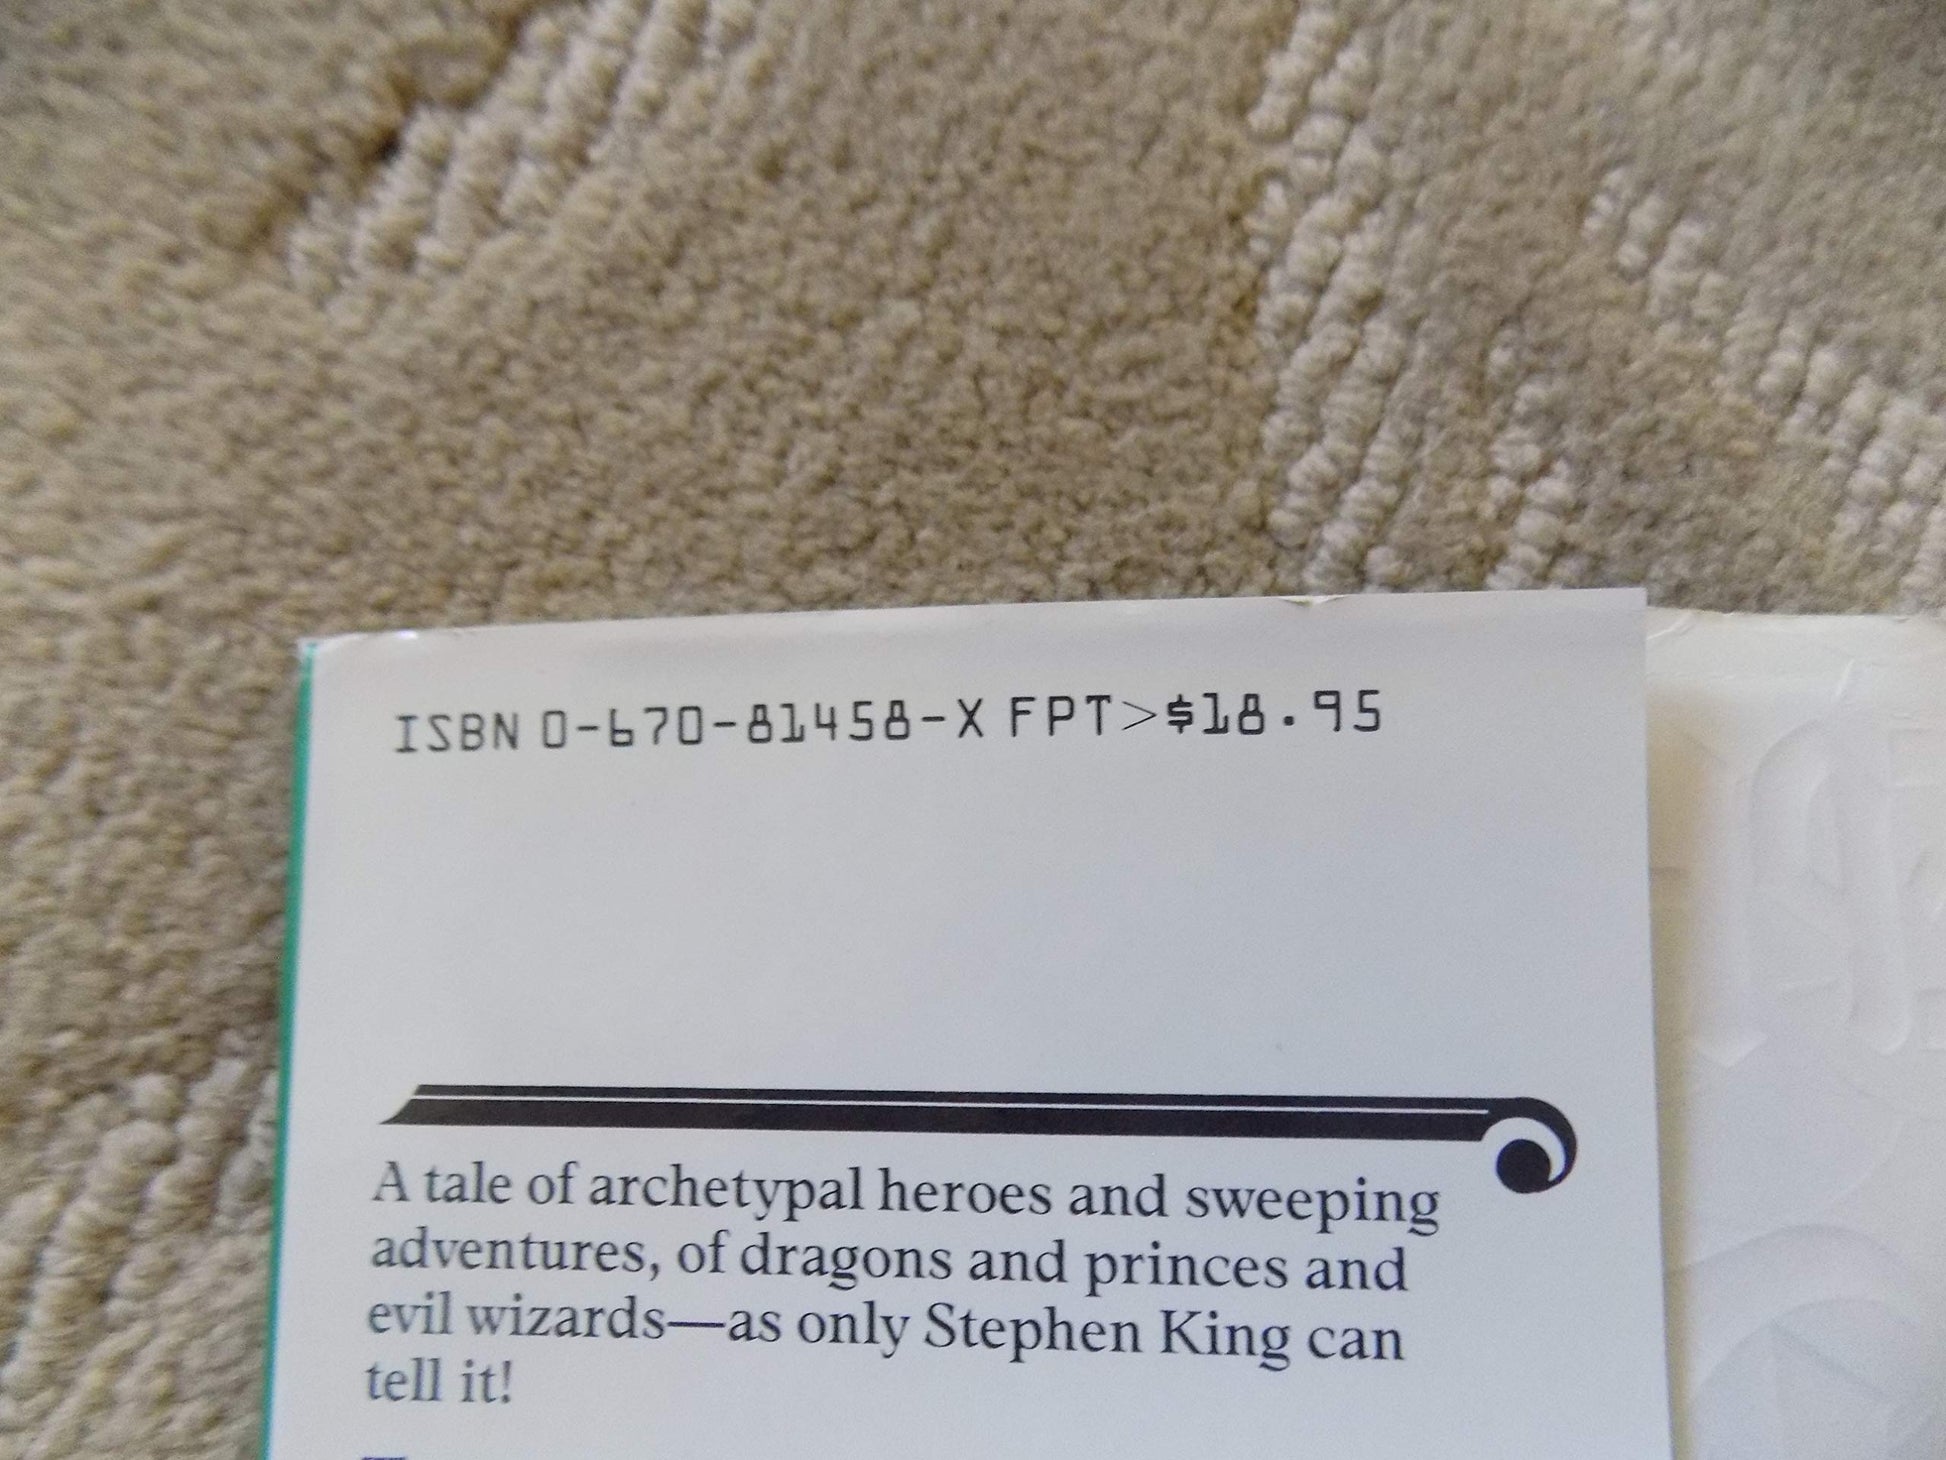 ISBN 0-670-81458-X FPT>$18.95
A tale of archetypal heroes and sweeping
adventures, of dragons and princes and
evil wizards—as only Stephen King can
tell it!